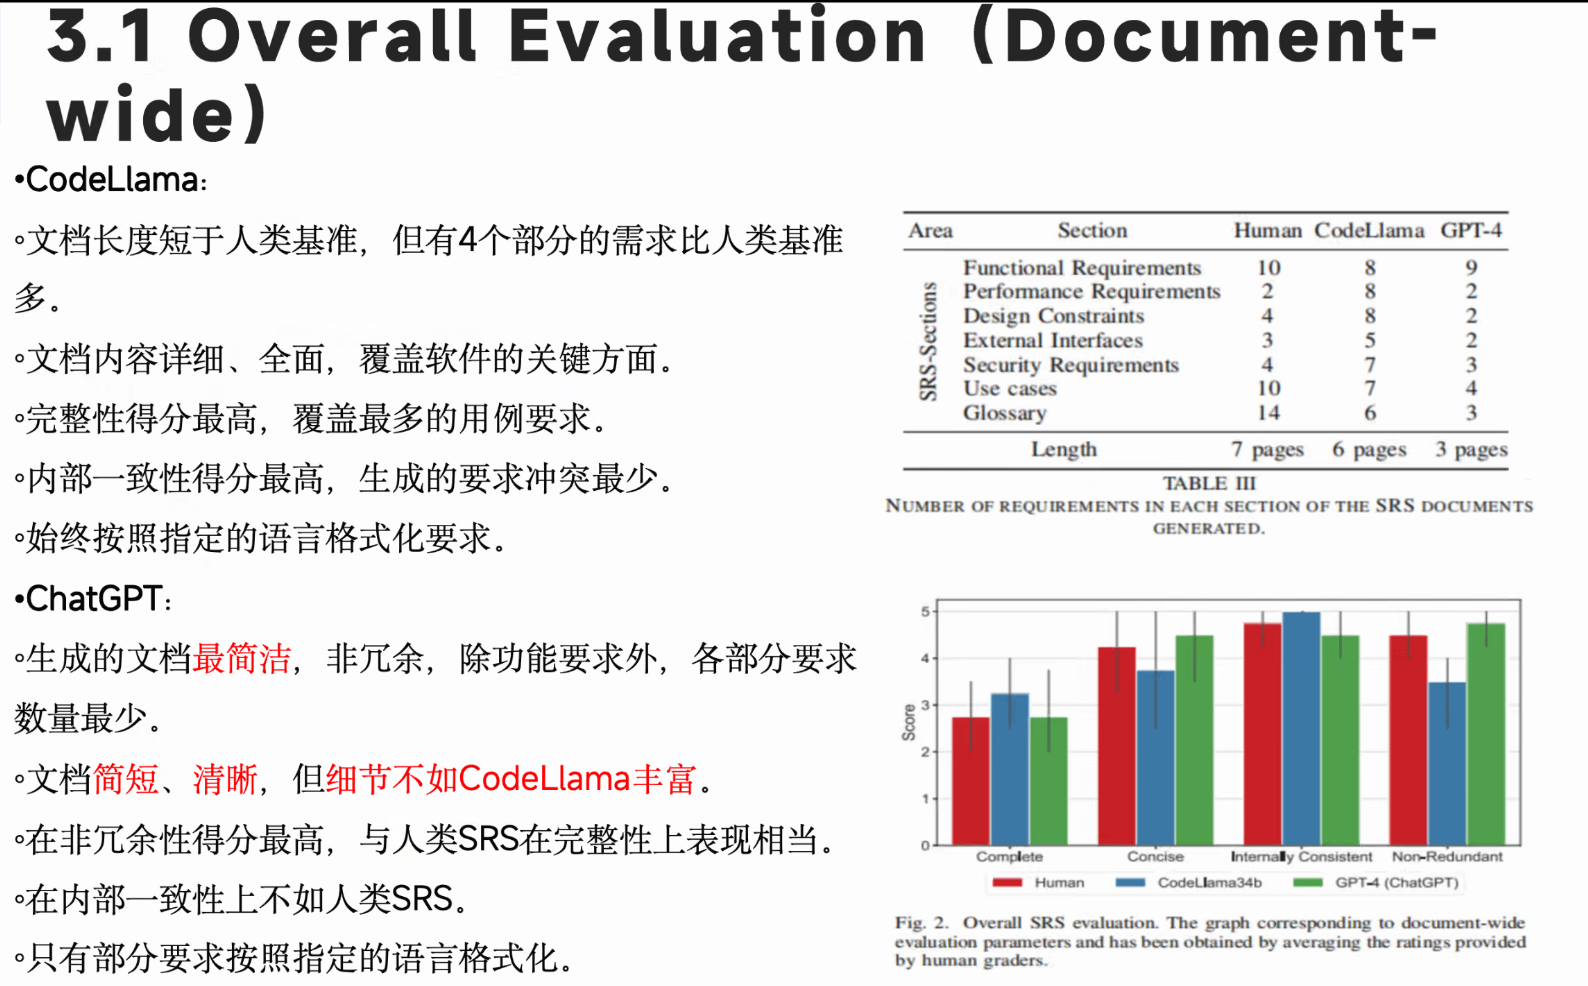 3.1 Overall Evaluation（Document-
wide）
•CodeLlama:
◦文档长度短于人类基准，但有4个部分的需求比人类基准
多。
◦文档内容详细、全面，覆盖软件的关键方面。
◦完整性得分最高，覆盖最多的用例要求。
◦内部一致性得分最高，生成的要求冲突最少。
◦始终按照指定的语言格式化要求。
•ChatGPT:
◦生成的文档最简洁，非冗余，除功能要求外，各部分要求
数量最少。
◦文档简短、清晰，但细节不如CodeLlama丰富。
◦在非冗余性得分最高，与人类SRS在完整性上表现相当。
◦在内部一致性上不如人类SRS。
◦只有部分要求按照指定的语言格式化。
Area Section Human CodeLlama GPT-4
SRS-Sections
Functional Requirements 10 8 9
Performance Requirements 2 8 2
Design Constraints 4 8 2
External Interfaces 3 5 2
Security Requirements 4 7 3
Use cases 10 7 4
Glossary 14 6 3
Length 7 pages 6 pages 3 pages
TABLE III
NUMBER OF REQUIREMENTS IN EACH SECTION OF THE SRS DOCUMENTS
GENERATED.
Score
5
4
3
2
1
0
Complete Concise Internally Consistent Non-Redundant
Human CodeLlama34b GPT-4 (ChatGPT)
Fig. 2. Overall SRS evaluation. The graph corresponding to document-wide
evaluation parameters and has been obtained by averaging the ratings provided
by human graders.